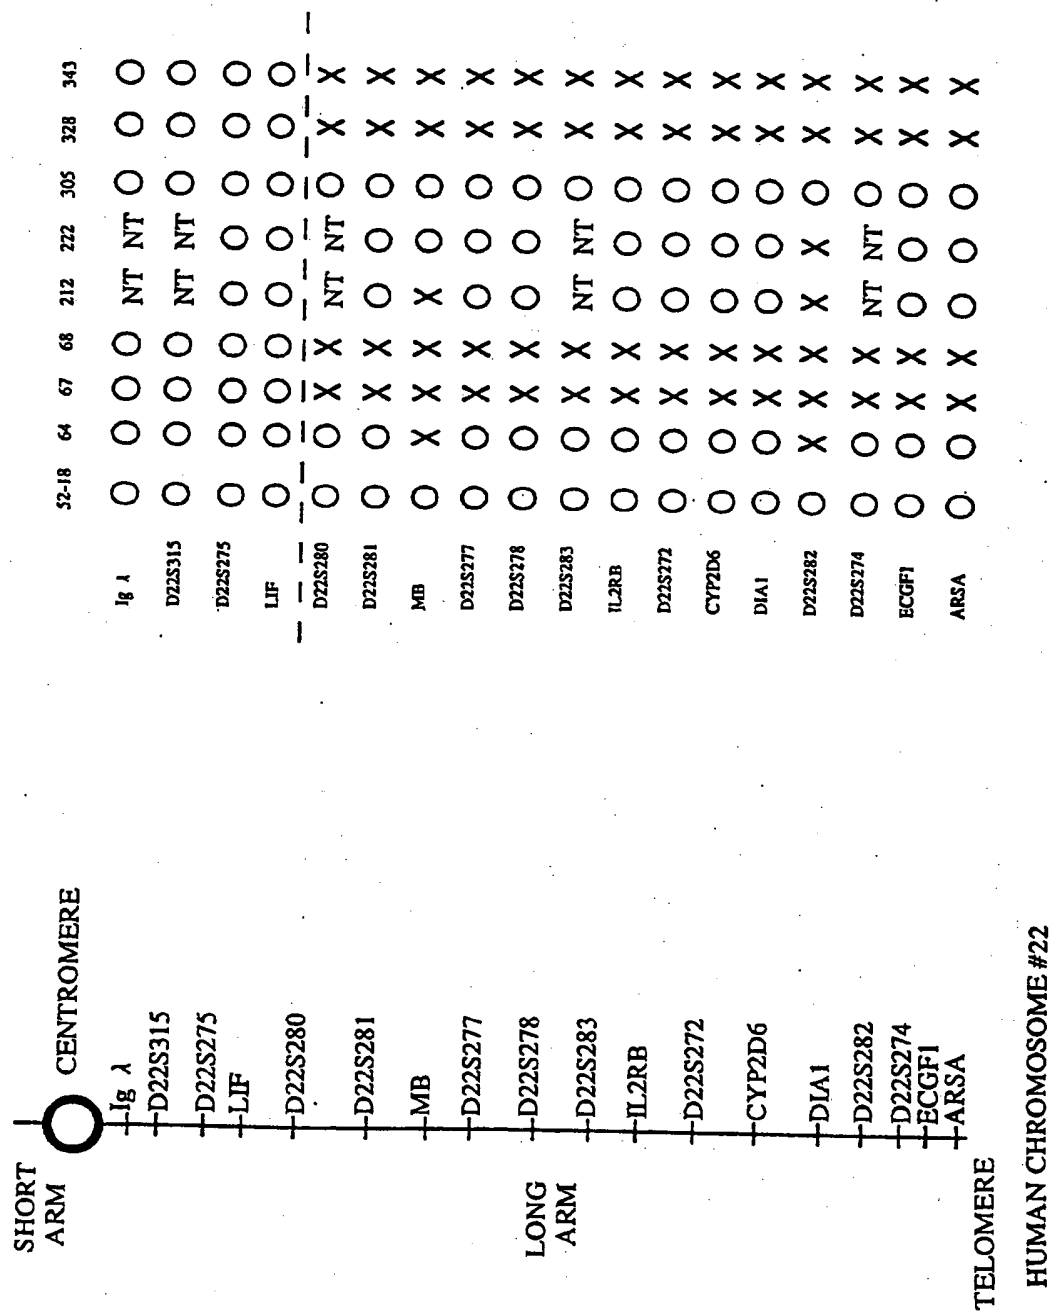 SHORT
ARM
CENTROMERE
Ig λ
D22S315
D22S275
LIF
D22S280
D22S281
MB
D22S277
D22S278
D22S283
IL2RB
D22S272
CYP2D6
DIA1
D22S282
D22S274
ECGF1
ARSA
LONG
ARM
TELOMERE
HUMAN CHROMOSOME #22
52-18 64 67 68 212 222 305 328 343
Ig λ O O O O NT NT O O O
D22S315 O O O O NT NT O O O
D22S275 O O O O O O O O O
LIF O O O O O O O O O
D22S280 O O X X NT NT O X X
D22S281 O O X X O O O X X
MB O X X X X O O X X
D22S277 O O X X O O O X X
D22S278 O O X X O O O X X
D22S283 O O X X NT NT O X X
IL2RB O O X X O O O X X
D22S272 O O X X O O O X X
CYP2D6 O O X X O O O X X
DIA1 O O X X O O O X X
D22S282 O X X X X X O X X
D22S274 O O X X NT NT O X X
ECGF1 O O X X O O O X X
ARSA O O X X O O O X X